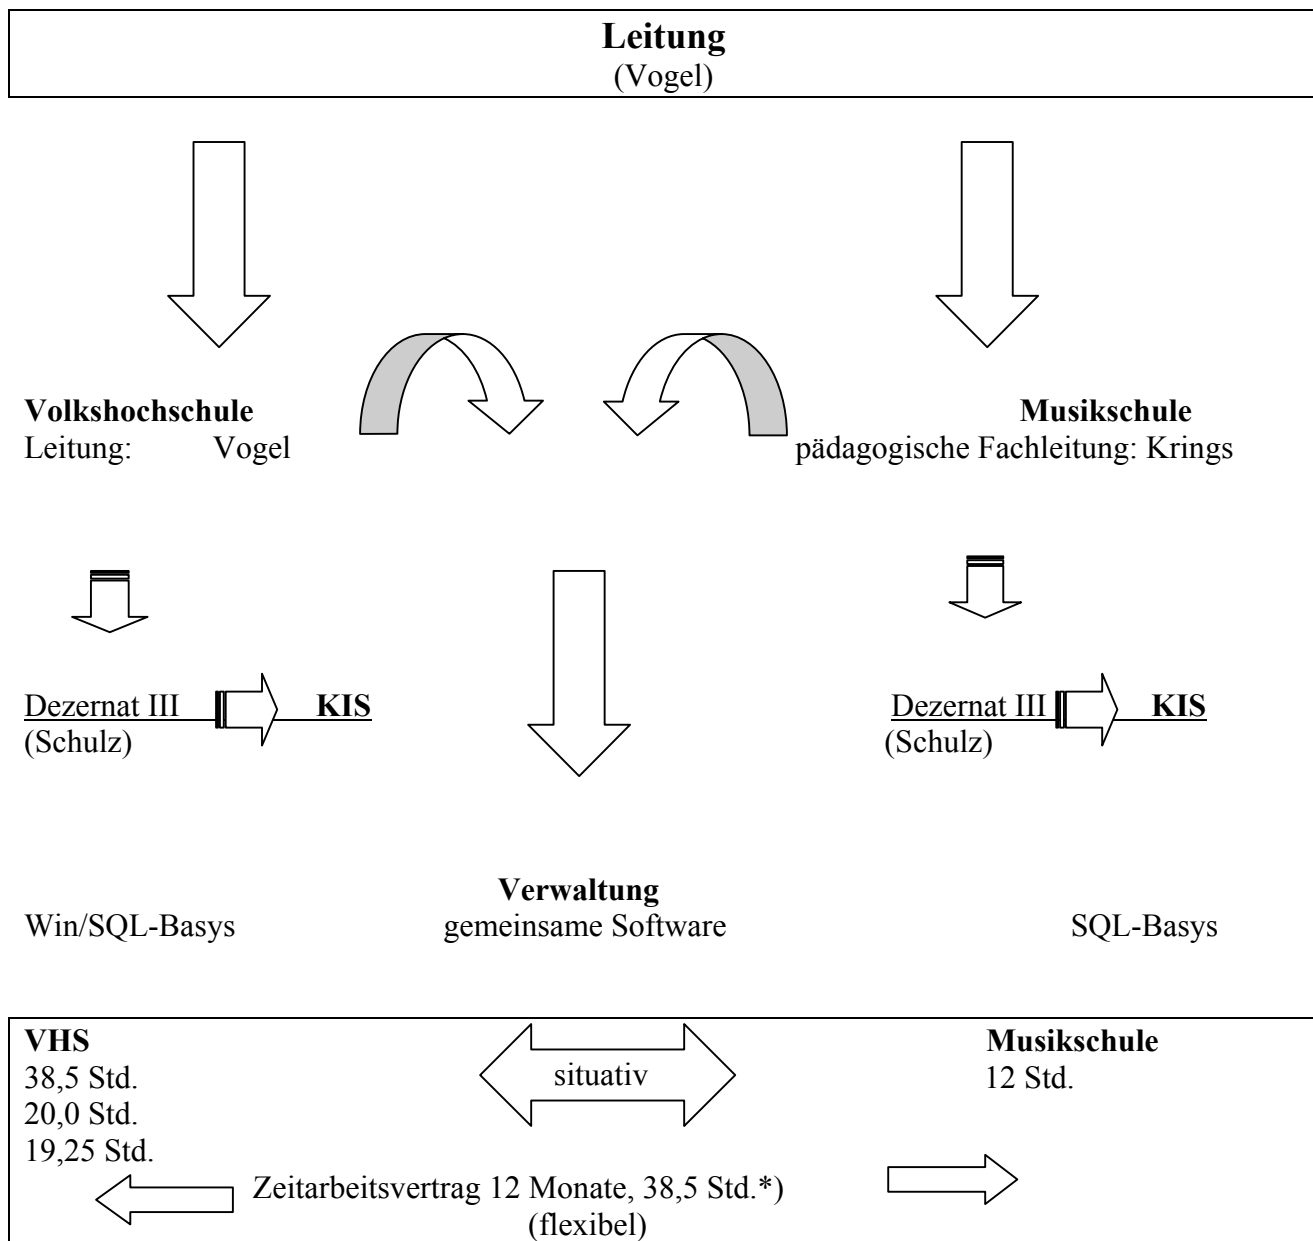 Leitung
(Vogel)
Volkshochschule
Leitung: Vogel
Musikschule
pädagogische Fachleitung: Krings
Dezernat III KIS
(Schulz)
Dezernat III KIS
(Schulz)
Verwaltung
Win/SQL-Basys gemeinsame Software SQL-Basys
VHS
38,5 Std.
20,0 Std.
19,25 Std.
situativ
Musikschule
12 Std.
Zeitarbeitsvertrag 12 Monate, 38,5 Std.*)
(flexibel)